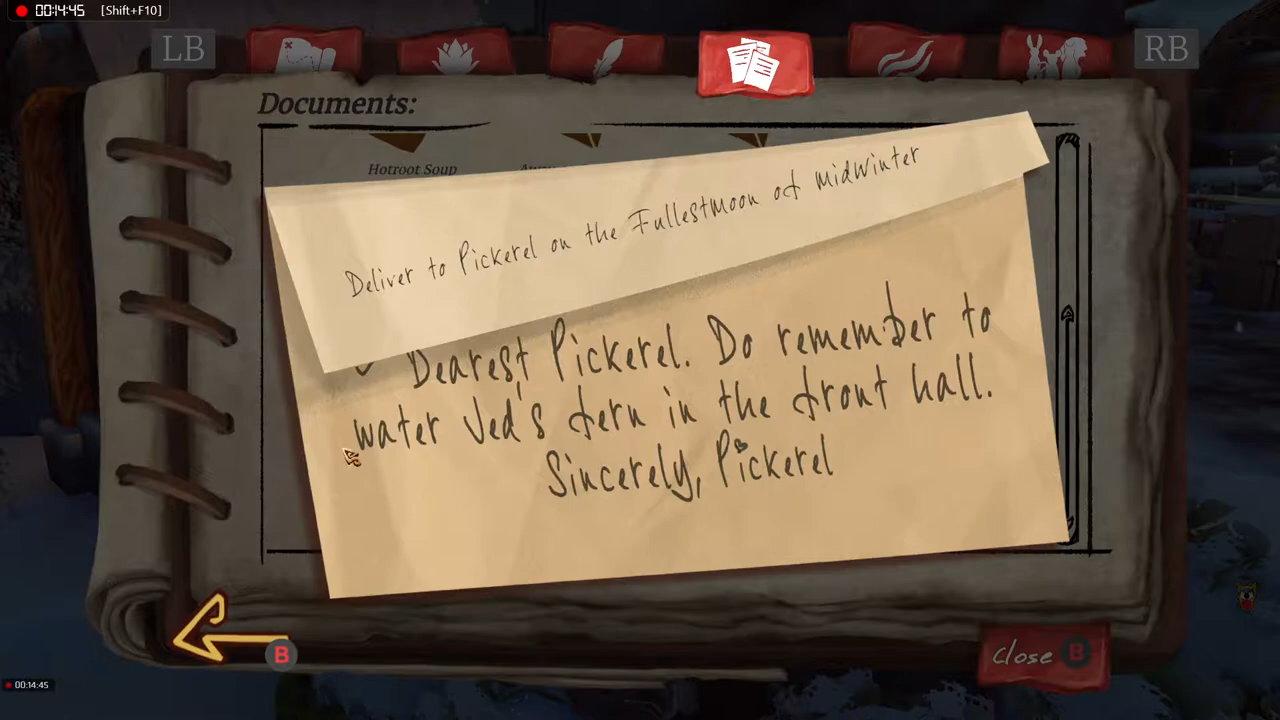 00:14:45 [Shift+F10]
LB
RB
Documents:
Hotroot Soup
Deliver to Pickerel on the Fullestmoon of midwinter
Dearest Pickerel. Do remember to
water Ved's fern in the front hall.
Sincerely, Pickerel
B
Close B
00:14:45